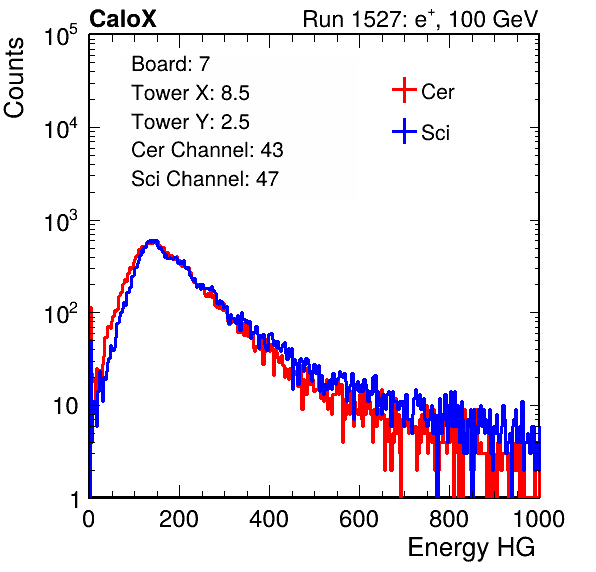 CaloX Run 1527: e⁺, 100 GeV
Counts
10⁵
10⁴
10³
10²
10
1
Board: 7
Tower X: 8.5
Tower Y: 2.5
Cer Channel: 43
Sci Channel: 47
Cer
Sci
0 200 400 600 800 1000
Energy HG